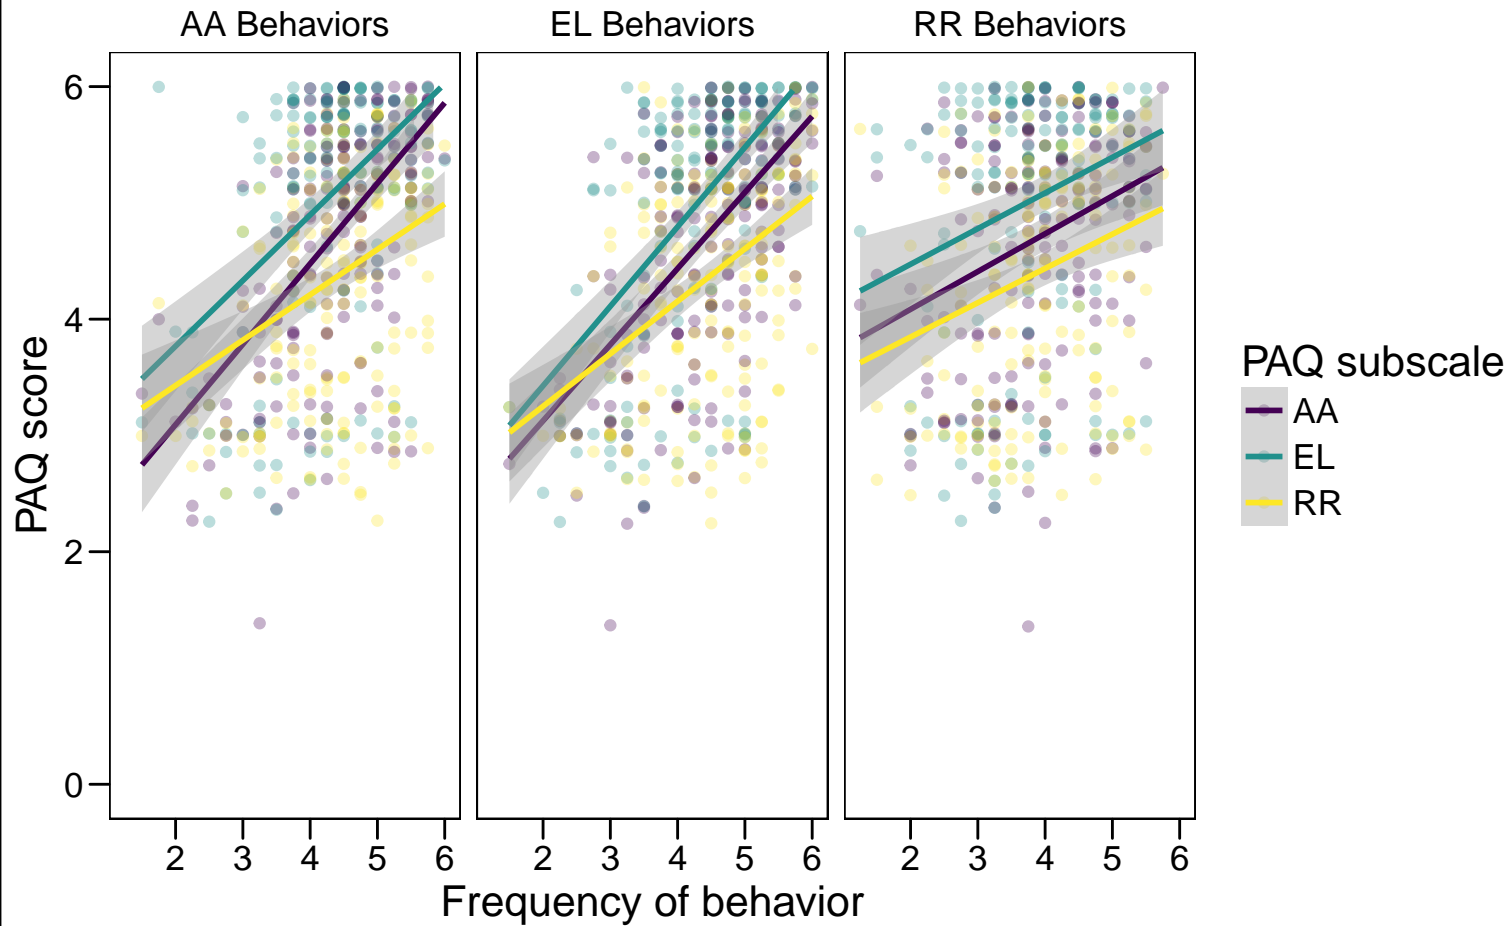 AA Behaviors
EL Behaviors
RR Behaviors
PAQ score
6
4
2
0
2 3 4 5 6
2 3 4 5 6
2 3 4 5 6
Frequency of behavior
PAQ subscale
AA
EL
RR